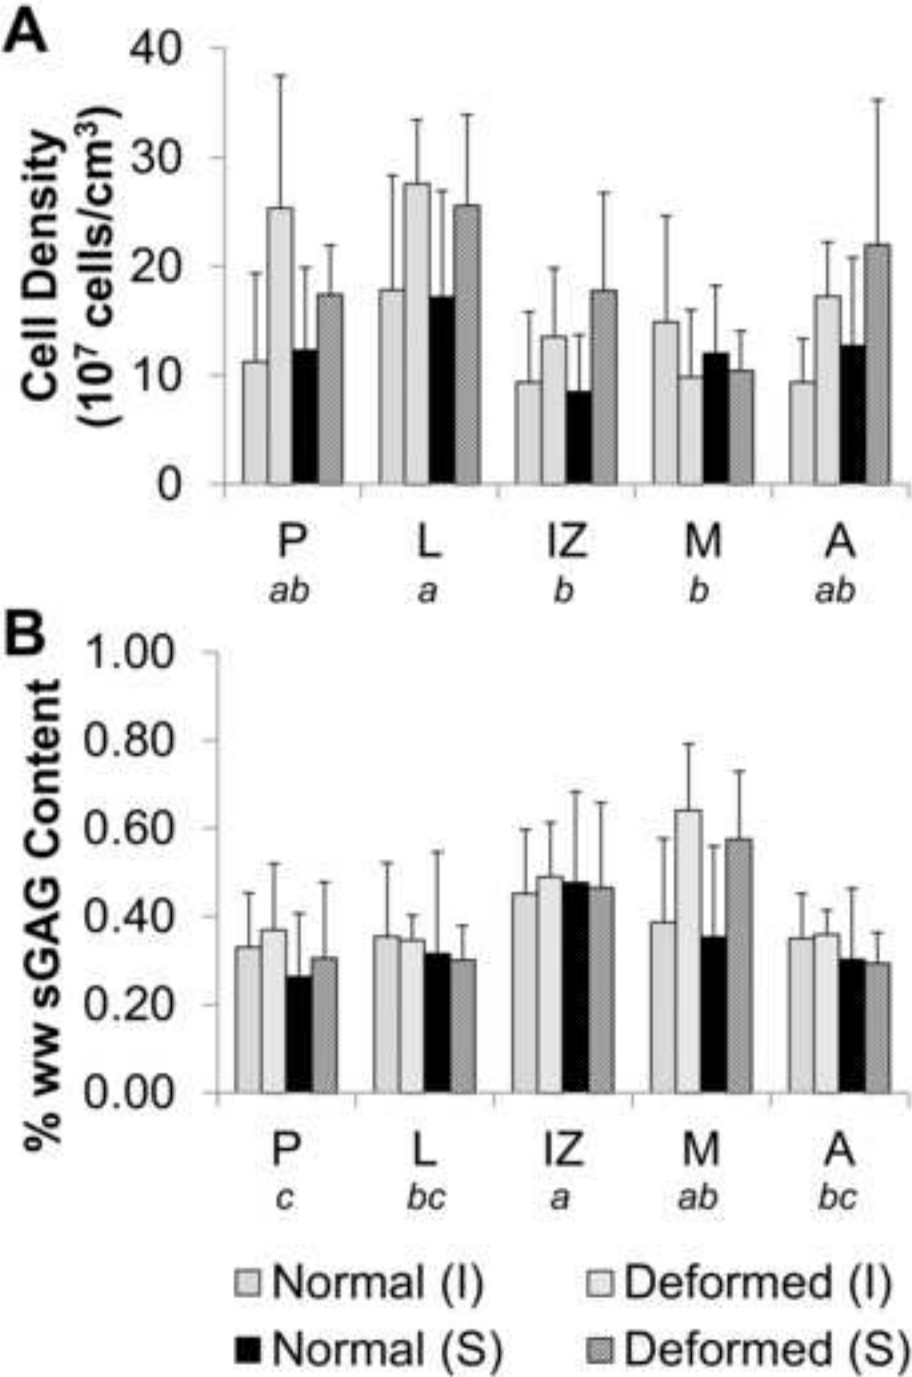 A
Cell Density
(10⁷ cells/cm³)
40
30
20
10
0
P L IZ M A
ab a b b ab
B
% ww sGAG Content
1.00
0.80
0.60
0.40
0.20
0.00
P L IZ M A
c bc a ab bc
Normal (I) Deformed (I)
Normal (S) Deformed (S)